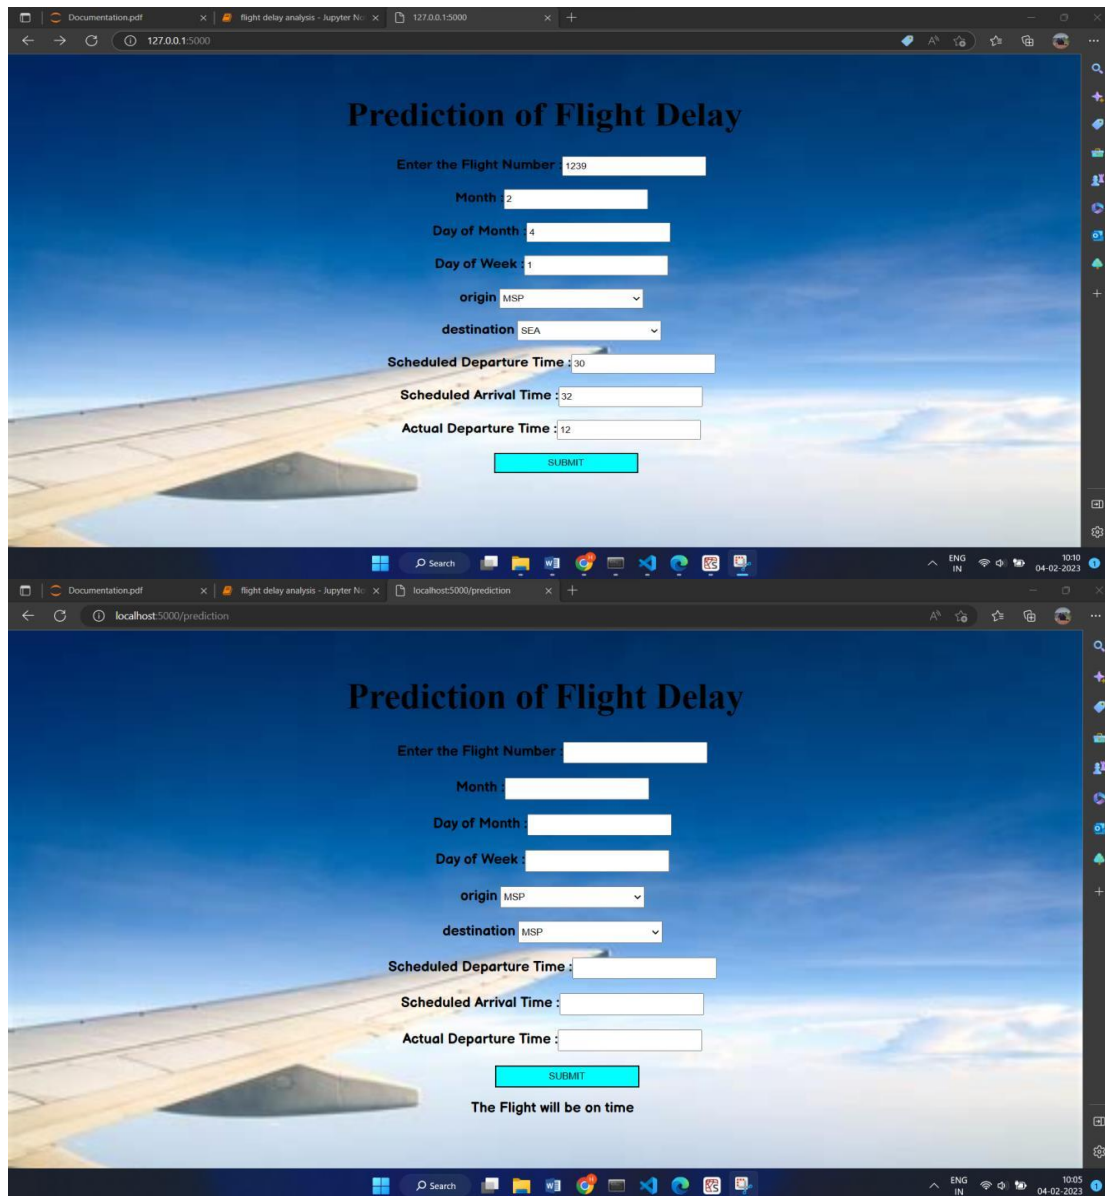 Documentation.pdf flight delay analysis - Jupyter No 127.0.0.1:5000
127.0.0.1:5000
Prediction of Flight Delay
Enter the Flight Number : 1239
Month : 2
Day of Month : 4
Day of Week : 1
origin MSP
destination SEA
Scheduled Departure Time : 30
Scheduled Arrival Time : 32
Actual Departure Time : 12
SUBMIT
Search ENG IN 10:10 04-02-2023
Documentation.pdf flight delay analysis - Jupyter No localhost:5000/prediction
localhost:5000/prediction
Prediction of Flight Delay
Enter the Flight Number :
Month :
Day of Month :
Day of Week :
origin MSP
destination MSP
Scheduled Departure Time :
Scheduled Arrival Time :
Actual Departure Time :
SUBMIT
The Flight will be on time
Search ENG IN 10:05 04-02-2023